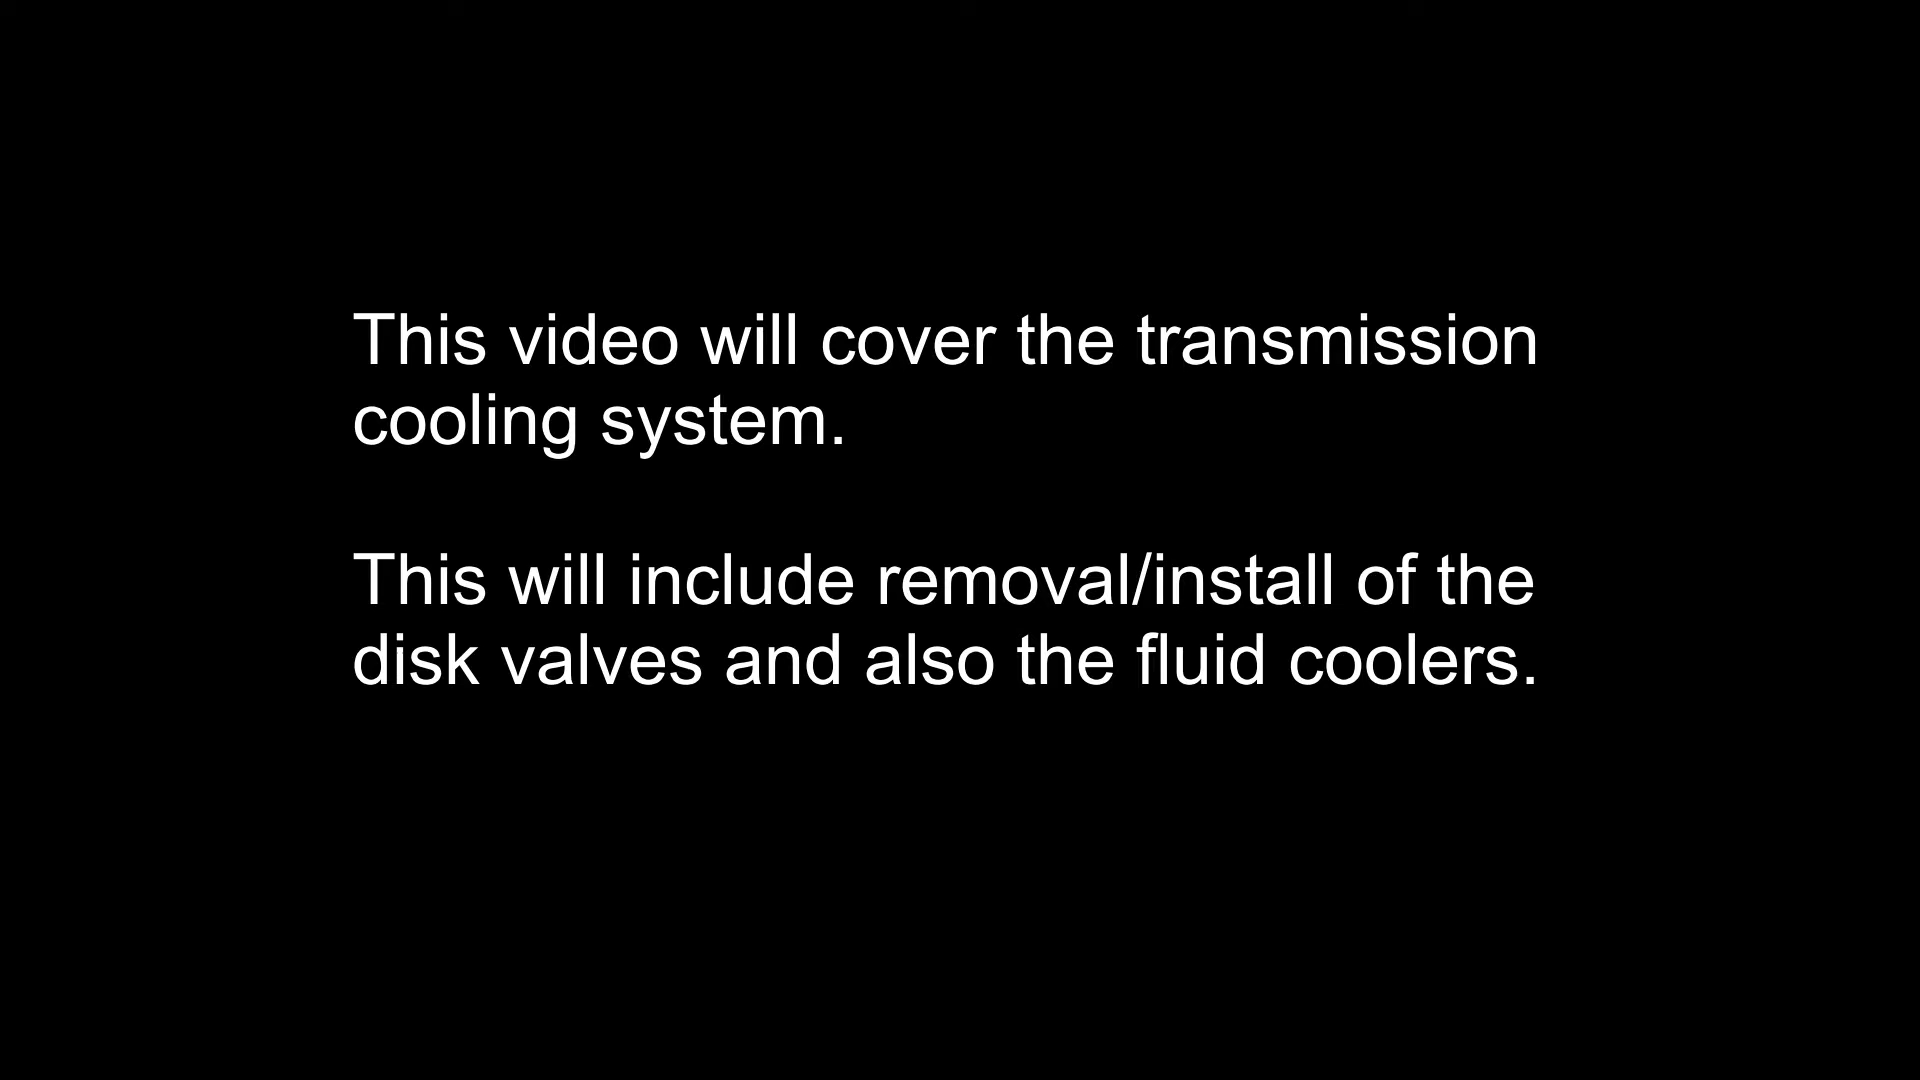 This video will cover the transmission
cooling system.
This will include removal/install of the
disk valves and also the fluid coolers.